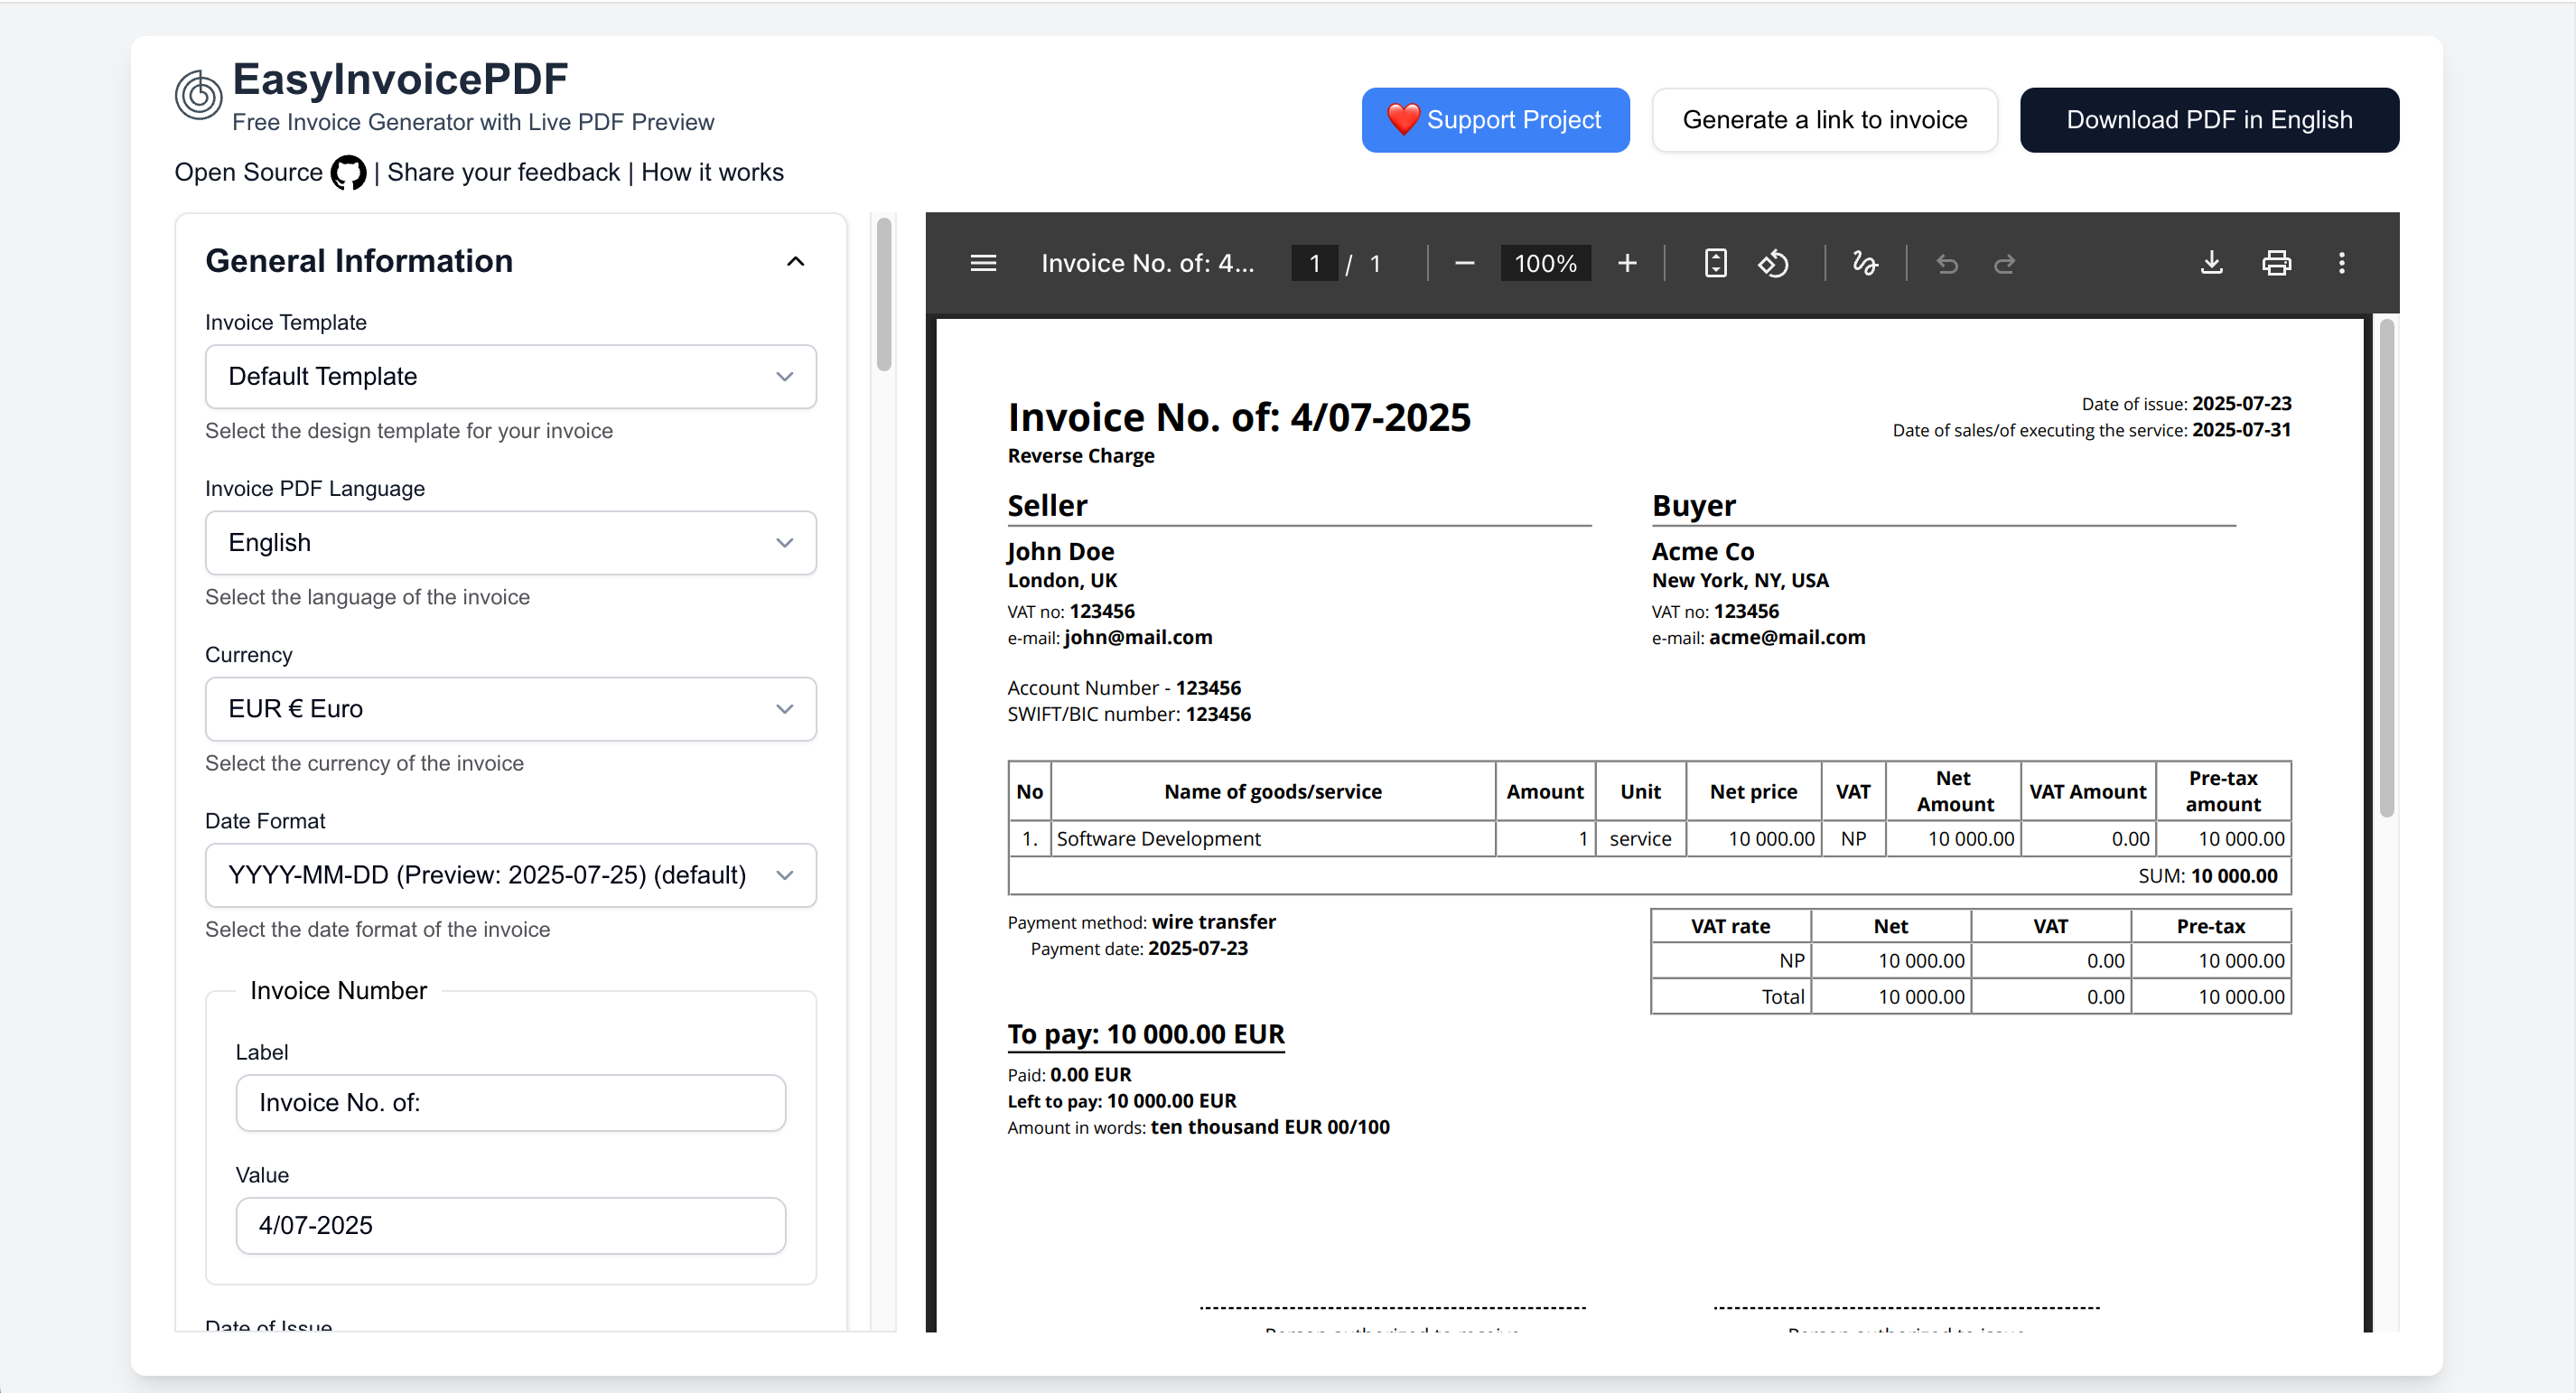 EasyInvoicePDF
Free Invoice Generator with Live PDF Preview
Open Source | Share your feedback | How it works
❤️ Support Project
Generate a link to invoice
Download PDF in English
General Information
Invoice Template
Default Template
Select the design template for your invoice
Invoice PDF Language
English
Select the language of the invoice
Currency
EUR € Euro
Select the currency of the invoice
Date Format
YYYY-MM-DD (Preview: 2025-07-25) (default)
Select the date format of the invoice
Invoice Number
Label
Invoice No. of:
Value
4/07-2025
Date of Issue
Invoice No. of: 4...
1 / 1
100%
Invoice No. of: 4/07-2025
Reverse Charge
Date of issue: 2025-07-23
Date of sales/of executing the service: 2025-07-31
Seller
John Doe
London, UK
VAT no: 123456
e-mail: john@mail.com
Account Number - 123456
SWIFT/BIC number: 123456
Buyer
Acme Co
New York, NY, USA
VAT no: 123456
e-mail: acme@mail.com
No Name of goods/service Amount Unit Net price VAT Net Amount VAT Amount Pre-tax amount
1. Software Development 1 service 10 000.00 NP 10 000.00 0.00 10 000.00
SUM: 10 000.00
Payment method: wire transfer
Payment date: 2025-07-23
VAT rate Net VAT Pre-tax
NP 10 000.00 0.00 10 000.00
Total 10 000.00 0.00 10 000.00
To pay: 10 000.00 EUR
Paid: 0.00 EUR
Left to pay: 10 000.00 EUR
Amount in words: ten thousand EUR 00/100
Person authorized to receive
Person authorized to issue